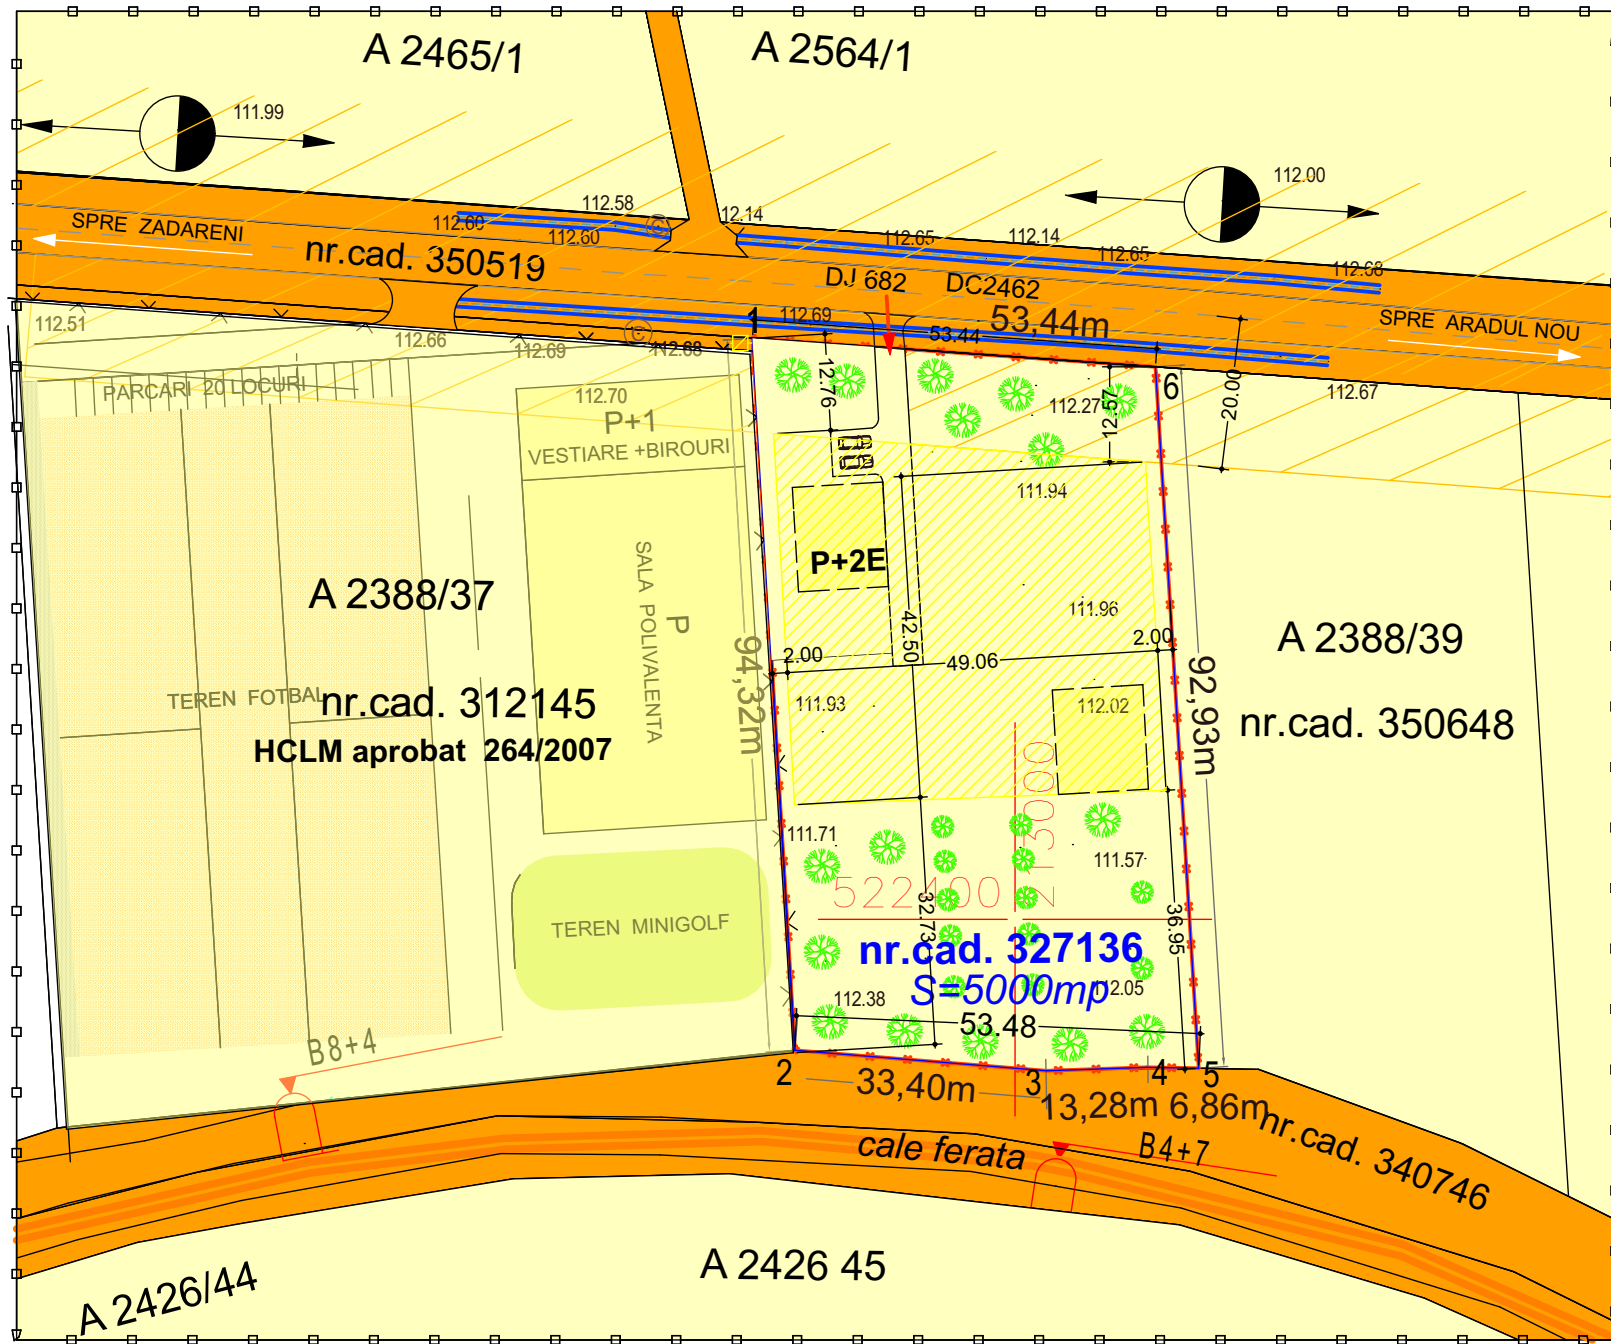 A 2465/1
A 2564/1
111.99
112.00
SPRE ZADARENI
112.60
112.58
112.60
12.14
112.65
112.14
112.65
112.68
nr.cad. 350519
DJ 682
DC2462
53,44m
SPRE ARADUL NOU
112.51
112.66
112.69
112.68
1
112.69
53.44
6
112.67
20.00
PARCARI 20 LOCURI
112.70
P+1
VESTIARE +BIROURI
12.76
112.27
12.57
111.94
P+2E
A 2388/37
SALA POLIVALENTA
P
94,32m
42.50
111.96
2.00
2.00
49.06
A 2388/39
TEREN FOTBAL
nr.cad. 312145
HCLM aprobat 264/2007
111.93
112.02
92,93m
nr.cad. 350648
213000
111.71
111.57
522400
32.73
36.95
TEREN MINIGOLF
nr.cad. 327136
S=5000mp
112.38
112.05
53.48
B8+4
2
33,40m
3
4
5
13,28m
6,86m
nr.cad. 340746
cale ferata
B4+7
A 2426/44
A 2426 45